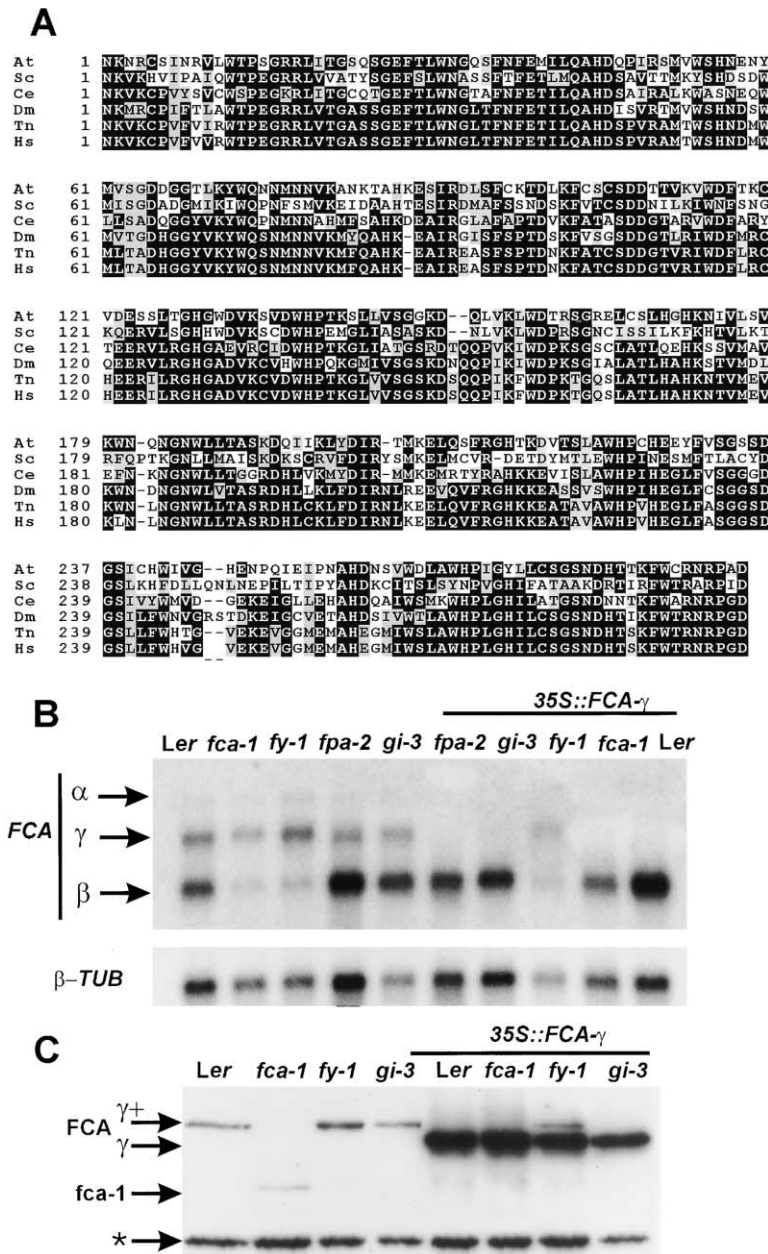 A
At 1 NKNRCSINRVLWTPSGRRLITGSQSGEFTLWNGQSFNFEMILQAHDQPIRSMVWSHNENY
Sc 1 NKVKHVIPAIQWTPEGRRLVVATYSGEFSLWNASSFTFETLMQAHDSAVTTMKYSHDSDW
Ce 1 NKVKCPVYSVCWSPEGKRLITGCQTGEFTLWNGTAFNFETILQAHDSAIRALKWASNEQW
Dm 1 NKMRCPIFTLAWTPEGRRLVTGASSGEFTLWNGLTFNFETILQAHDISVRTMVWSHNDSW
Tn 1 NKVKCPVFVIRWTPEGRRLVTGASSGEFTLWNGLTFNFETILQAHDSPVRAMTWSHNDMW
Hs 1 NKVKCPVFVVRWTPEGRRLVTGASSGEFTLWNGLTFNFETILQAHDSPVRAMTWSHNDMW
At 61 MVSGDDGGTLKYWQNNMNNVKANKTAHKESIRDLSFCKTDLKFCSCSDDTTVKVWDFTKC
Sc 61 MISGDADGMIKIWQPNFSMVKEIDAAHTESIRDMAFSSNDSKFVTCSDDNILKIWNFSNG
Ce 61 LLSADQGGYVKYWQPNMNNAHMFSAHKDEAIRGLAFAPTDVKFATASDDGTARVWDFARY
Dm 61 MVTGDHGGYVKYWQSNMNNVKMYQAHK-EAIRGISFSPTDSKFVSGSDDGTLRIWDFMRC
Tn 61 MLTADHGGYVKYWQSNMNNVKMFQAHK-EAIREASFSPTDNKFATCSDDGTVRIWDFLRC
Hs 61 MLTADHGGYVKYWQSNMNNVKMFQAHK-EAIREASFSPTDNKFATCSDDGTVRIWDFLRC
At 121 VDESSLTGHGWDVKSVDWHPTKSLLVSGGKD--QLVKLWDTRSGRELCSLHGHKNIVLSV
Sc 121 KQERVLSGHHWDVKSCDWHPEMGLIASASKD--NLVKLWDPRSGNCISSILKFKHTVLKT
Ce 121 TEERVLRGHGAEVRCIDWHPTKGLIATGSRDTQQPVKIWDPKSGSCLATLQEHKSSVMAV
Dm 120 QEERVLRGHGADVKCVHWHPQKGMIVSGSKDNQQPIKIWDPKSGIALATLHAHKSTVMDL
Tn 120 HEERILRGHGADVKCVDWHPTKGLVVSGSKDSQQPIKFWDPKTGQSLATLHAHKNTVMEV
Hs 120 HEERILRGHGADVKCVDWHPTKGLVVSGSKDSQQPIKFWDPKTGQSLATLHAHKNTVMEV
At 179 KWN-QNGNWLLTASKDQIIKLYDIR-TMKELQSFRGHTKDVTSLAWHPCHEEYFVSGSSD
Sc 179 RFQPTKGNLLMAISKDKSCRVFDIRYSMKELMCVR-DETDYMTLEWHPINESMFTLACYD
Ce 181 EFN-KNGNWLLTGGRDHLVKMYDIR-MMKEMRTYRAHKKEVISLAWHPIHEGLFVSGGGD
Dm 180 KWN-DNGNWLVTASRDHLLKLFDIRNLREEVQVFRGHKKEASSVSWHPIHEGLFCSGGSD
Tn 180 KWN-LNGNWLLTASRDHLCKLFDIRNLKEELQVFRGHKKEATAVAWHPVHEGLFASGGSD
Hs 180 KLN-LNGNWLLTASRDHLCKLFDIRNLKEELQVFRGHKKEATAVAWHPVHEGLFASGGSD
At 237 GSICHWIVG--HENPQIEIPNAHDNSVWDLAWHPIGYLLCSGSNDHTTKFWCRNRPAD
Sc 238 GSLKHFDLLQNLNEPILTIPYAHDKCITSLSYNPVGHIFATAAKDRTIRFWTRARPID
Ce 239 GSIVYWMVD--GEKEIGLLEHAHDQAIWSMKWHPLGHILATGSNDNNTKFWARNRPGD
Dm 239 GSILFWNVGRSTDKEIGCVETAHDSIVWTLAWHPLGHILCSGSNDHTIKFWTRNRPGD
Tn 239 GSLLFWHTG--VEKEVGGMEMAHEGMIWSLAWHPLGHILCSGSNDHTSKFWTRNRPGD
Hs 239 GSLLFWHVG--VEKEVGGMEMAHEGMIWSLAWHPLGHILCSGSNDHTSKFWTRNRPGD
B
35S::FCA-γ
Ler fca-1 fy-1 fpa-2 gi-3 fpa-2 gi-3 fy-1 fca-1 Ler
α
FCA γ
β
β-TUB
C
35S::FCA-γ
Ler fca-1 fy-1 gi-3 Ler fca-1 fy-1 gi-3
FCA γ+
γ
fca-1
*